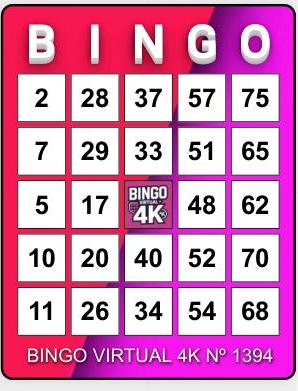 B I N G O
2 28 37 57 75
7 29 33 51 65
5 17 BINGO VIRTUAL 4K 48 62
10 20 40 52 70
11 26 34 54 68
BINGO VIRTUAL 4K Nº 1394